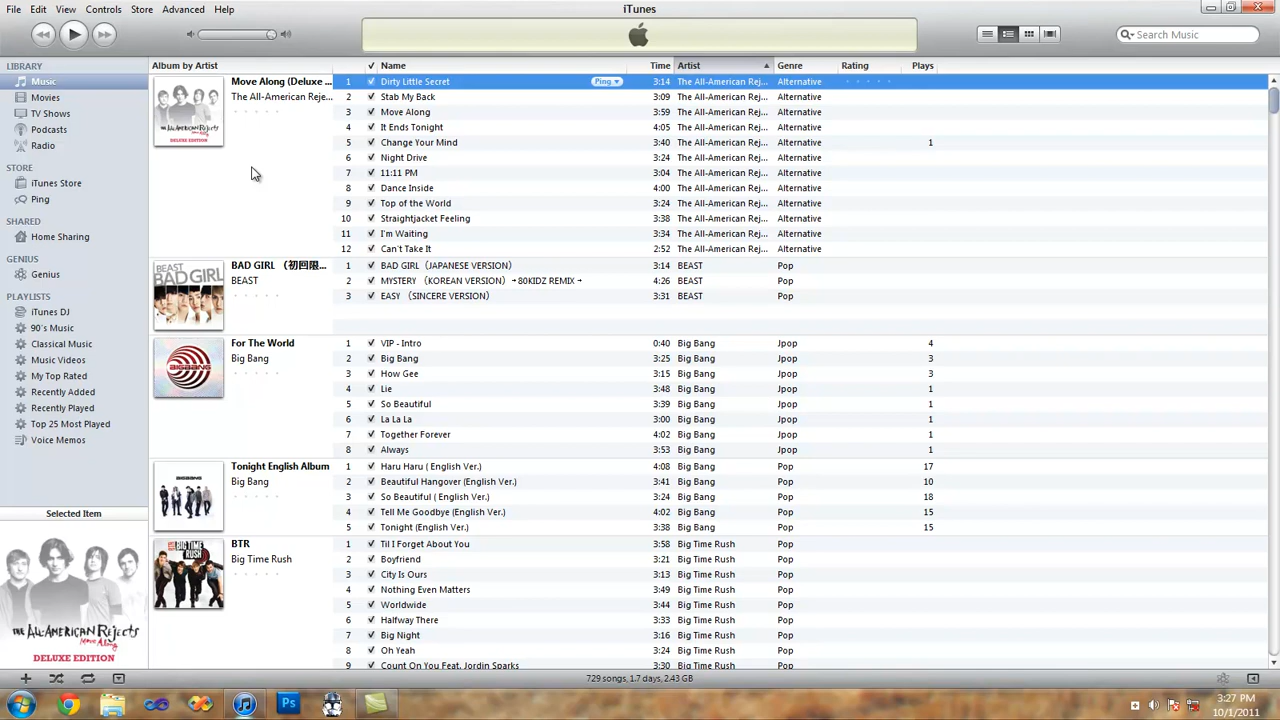 File Edit View Controls Store Advanced Help
iTunes
Search Music
LIBRARY
Music
Movies
TV Shows
Podcasts
Radio
STORE
iTunes Store
Ping
SHARED
Home Sharing
GENIUS
Genius
PLAYLISTS
iTunes DJ
90's Music
Classical Music
Music Videos
My Top Rated
Recently Added
Recently Played
Top 25 Most Played
Voice Memos
Selected Item
THE ALL-AMERICAN REJECTS
Move Along
DELUXE EDITION
Album by Artist Name Time Artist Genre Rating Plays
Move Along (Deluxe ...
The All-American Reje...
1 Dirty Little Secret Ping 3:14 The All-American Rej... Alternative
2 Stab My Back 3:09 The All-American Rej... Alternative
3 Move Along 3:59 The All-American Rej... Alternative
4 It Ends Tonight 4:05 The All-American Rej... Alternative
5 Change Your Mind 3:40 The All-American Rej... Alternative 1
6 Night Drive 3:24 The All-American Rej... Alternative
7 11:11 PM 3:04 The All-American Rej... Alternative
8 Dance Inside 4:00 The All-American Rej... Alternative
9 Top of the World 3:24 The All-American Rej... Alternative
10 Straightjacket Feeling 3:38 The All-American Rej... Alternative
11 I'm Waiting 3:34 The All-American Rej... Alternative
12 Can't Take It 2:52 The All-American Rej... Alternative
BEAST
BAD GIRL
BAD GIRL （初回限...
BEAST
1 BAD GIRL（JAPANESE VERSION） 3:14 BEAST Pop
2 MYSTERY （KOREAN VERSION）→80KIDZ REMIX→ 4:26 BEAST Pop
3 EASY （SINCERE VERSION） 3:31 BEAST Pop
BIGBANG
For The World
Big Bang
1 VIP - Intro 0:40 Big Bang Jpop 4
2 Big Bang 3:25 Big Bang Jpop 3
3 How Gee 3:15 Big Bang Jpop 3
4 Lie 3:48 Big Bang Jpop 1
5 So Beautiful 3:39 Big Bang Jpop 1
6 La La La 3:00 Big Bang Jpop 1
7 Together Forever 4:02 Big Bang Jpop 1
8 Always 3:53 Big Bang Jpop 1
BIGBANG
Tonight English Album
Big Bang
1 Haru Haru ( English Ver.) 4:08 Big Bang Pop 17
2 Beautiful Hangover (English Ver.) 3:41 Big Bang Pop 10
3 So Beautiful ( English Ver.) 3:24 Big Bang Pop 18
4 Tell Me Goodbye (English Ver.) 4:02 Big Bang Pop 15
5 Tonight (English Ver.) 3:38 Big Bang Pop 15
BIG TIME RUSH
BTR
Big Time Rush
1 Til I Forget About You 3:58 Big Time Rush Pop
2 Boyfriend 3:21 Big Time Rush Pop
3 City Is Ours 3:13 Big Time Rush Pop
4 Nothing Even Matters 3:49 Big Time Rush Pop
5 Worldwide 3:44 Big Time Rush Pop
6 Halfway There 3:33 Big Time Rush Pop
7 Big Night 3:16 Big Time Rush Pop
8 Oh Yeah 3:24 Big Time Rush Pop
9 Count On You Feat. Jordin Sparks 3:30 Big Time Rush Pop
729 songs, 1.7 days, 2.43 GB
Ps
3:27 PM
10/1/2011